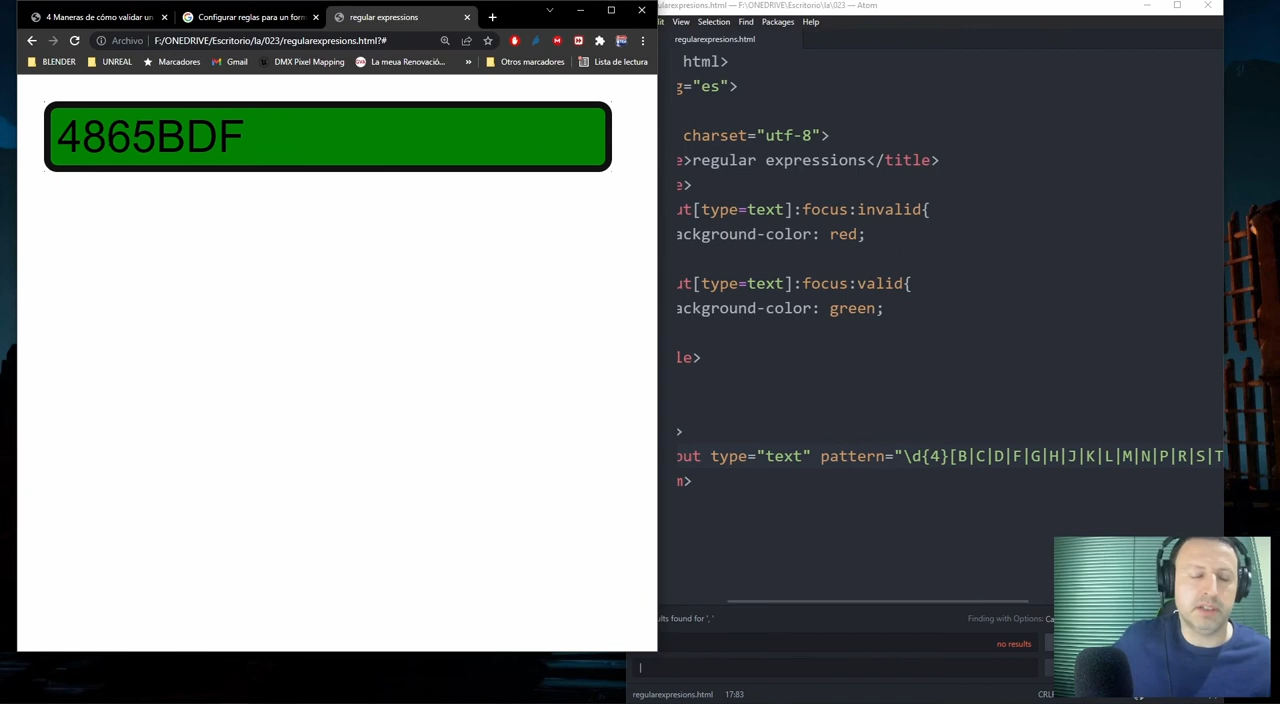 4 Maneras de cómo validar un
Configurar reglas para un form
regular expressions
Archivo
F:/ONEDRIVE/Escritorio/la/023/regularexpresions.html?#
BLENDER
UNREAL
Marcadores
Gmail
DMX Pixel Mapping
La meua Renovació...
»
Otros marcadores
Lista de lectura
4865BDF
regularexpresions.html — F:\ONEDRIVE\Escritorio\la\023 — Atom
it View Selection Find Packages Help
regularexpresions.html
html>
g="es">
charset="utf-8">
e>regular expressions</title>
e>
ut[type=text]:focus:invalid{
ackground-color: red;
ut[type=text]:focus:valid{
ackground-color: green;
le>
>
out type="text" pattern="\d{4}[B|C|D|F|G|H|J|K|L|M|N|P|R|S|T
m>
ults found for ','
Finding with Options: Ca
no results
regularexpresions.html 17:83
CRL